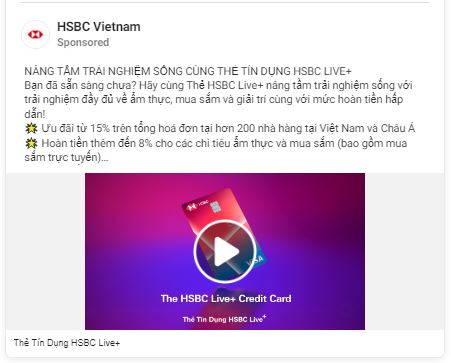 HSBC Vietnam
Sponsored
NÂNG TẦM TRẢI NGHIỆM SỐNG CÙNG THẺ TÍN DỤNG HSBC LIVE+
Bạn đã sẵn sàng chưa? Hãy cùng Thẻ HSBC Live+ nâng tầm trải nghiệm sống với
trải nghiệm đầy đủ về ẩm thực, mua sắm và giải trí cùng với mức hoàn tiền hấp
dẫn!
💥 Ưu đãi từ 15% trên tổng hoá đơn tại hơn 200 nhà hàng tại Việt Nam và Châu Á
💥 Hoàn tiền thêm đến 8% cho các chi tiêu ẩm thực và mua sắm (bao gồm mua
sắm trực tuyến)...
HSBC
VISA
The HSBC Live+ Credit Card
Thẻ Tín Dụng HSBC Live+
Thẻ Tín Dụng HSBC Live+